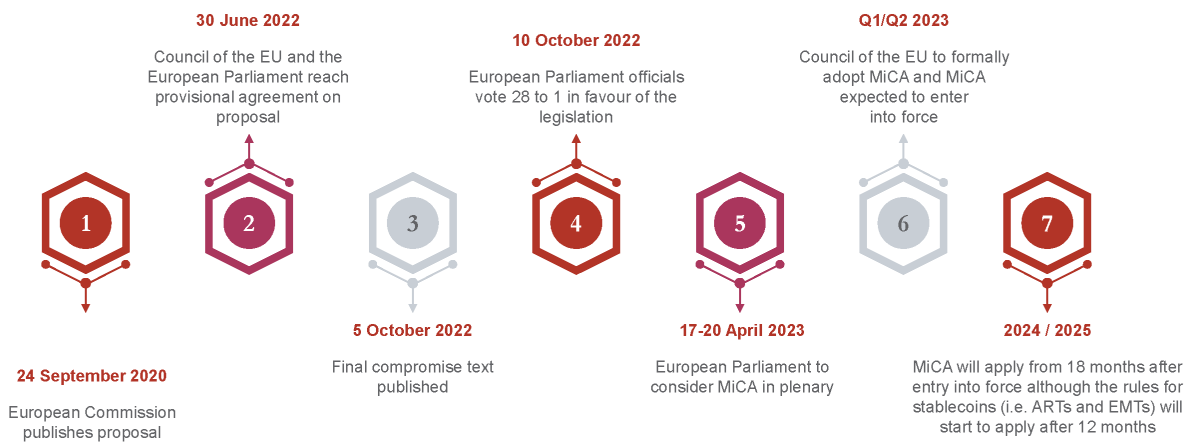 30 June 2022
Council of the EU and the
European Parliament reach
provisional agreement on
proposal
10 October 2022
European Parliament officials
vote 28 to 1 in favour of the
legislation
Q1/Q2 2023
Council of the EU to formally
adopt MiCA and MiCA
expected to enter
into force
1
2
3
4
5
6
7
24 September 2020
European Commission
publishes proposal
5 October 2022
Final compromise text
published
17-20 April 2023
European Parliament to
consider MiCA in plenary
2024 / 2025
MiCA will apply from 18 months after
entry into force although the rules for
stablecoins (i.e. ARTs and EMTs) will
start to apply after 12 months